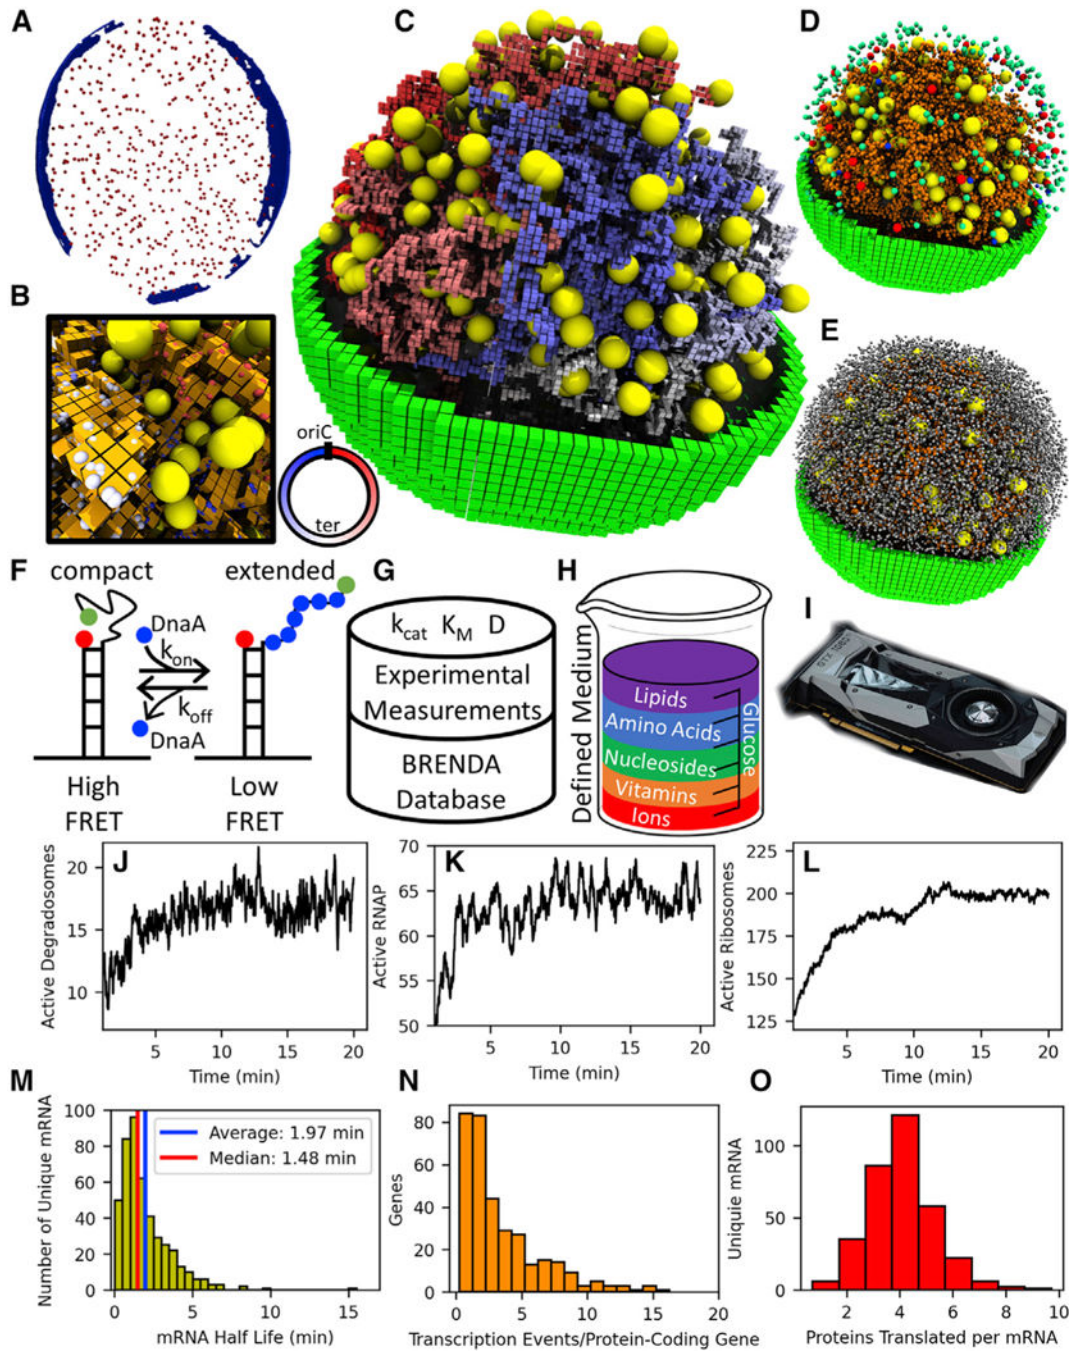 A
C
D
B
E
oriC
ter
F
compact
extended
DnaA
kon
koff
DnaA
High
FRET
Low
FRET
G
kcat KM D
Experimental
Measurements
BRENDA
Database
H
Defined Medium
Lipids
Amino Acids
Nucleosides
Vitamins
Ions
Glucose
I
J
Active Degradosomes
20
15
10
5
10
15
20
Time (min)
K
Active RNAP
70
65
60
55
50
5
10
15
20
Time (min)
L
Active Ribosomes
225
200
175
150
125
5
10
15
20
Time (min)
M
Number of Unique mRNA
100
80
60
40
20
0
Average: 1.97 min
Median: 1.48 min
0
5
10
15
mRNA Half Life (min)
N
Genes
80
60
40
20
0
0
5
10
15
20
Transcription Events/Protein-Coding Gene
O
Uniquie mRNA
100
50
0
2
4
6
8
10
Proteins Translated per mRNA